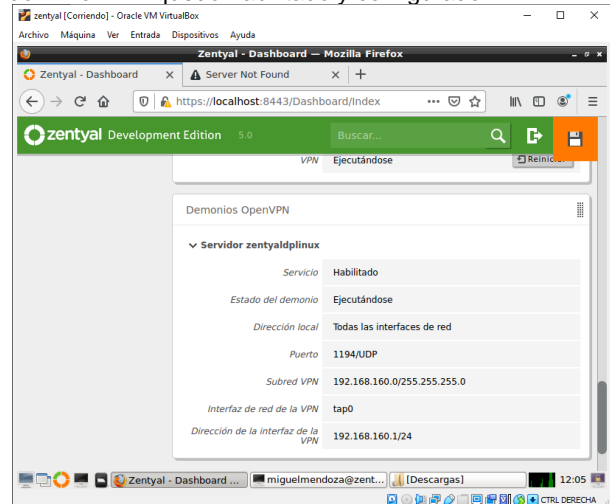 zentyal [Corriendo] - Oracle VM VirtualBox
Archivo Máquina Ver Entrada Dispositivos Ayuda
Zentyal - Dashboard — Mozilla Firefox
Zentyal - Dashboard
Server Not Found
https://localhost:8443/Dashboard/Index
zentyal Development Edition 5.0
Buscar...
VPN Ejecutándose
Demonios OpenVPN
Servidor zentyaldplinux
Servicio Habilitado
Estado del demonio Ejecutándose
Dirección local Todas las interfaces de red
Puerto 1194/UDP
Subred VPN 192.168.160.0/255.255.255.0
Interfaz de red de la VPN tap0
Dirección de la interfaz de la
VPN 192.168.160.1/24
Zentyal - Dashboard ...
miguelmendoza@zent...
[Descargas]
12:05
CTRL DERECHA